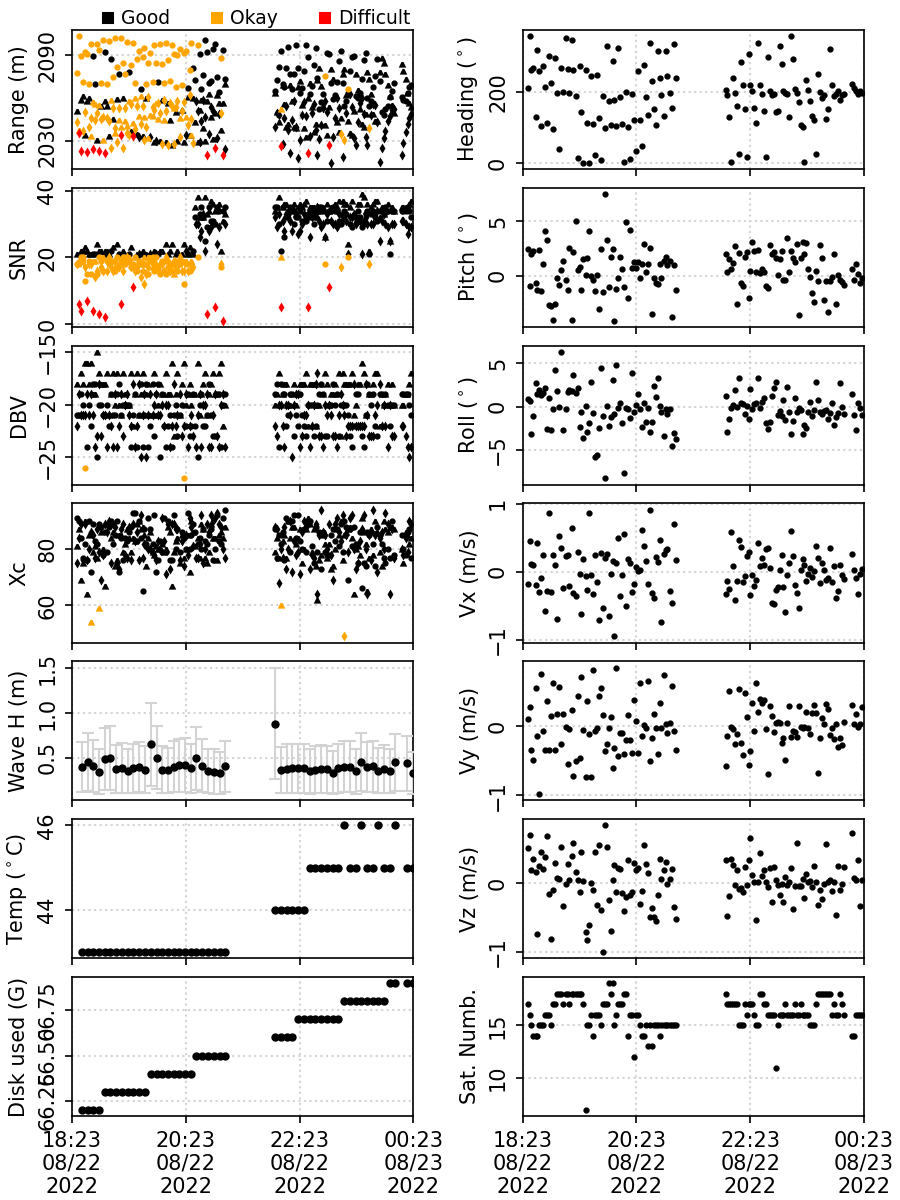 Good Okay Difficult
Range (m)
2090
2030
Heading (°)
200
0
SNR
40
20
0
Pitch (°)
5
0
DBV
−15
−20
−25
Roll (°)
5
0
−5
Xc
80
60
Vx (m/s)
1
0
−1
Wave H (m)
1.5
1.0
0.5
Vy (m/s)
0
−1
Temp (°C)
46
44
Vz (m/s)
0
−1
Disk used (G)
66.75
66.50
66.25
Sat. Numb.
15
10
18:23 20:23 22:23 00:23
08/22 08/22 08/22 08/23
2022 2022 2022 2022
18:23 20:23 22:23 00:23
08/22 08/22 08/22 08/23
2022 2022 2022 2022